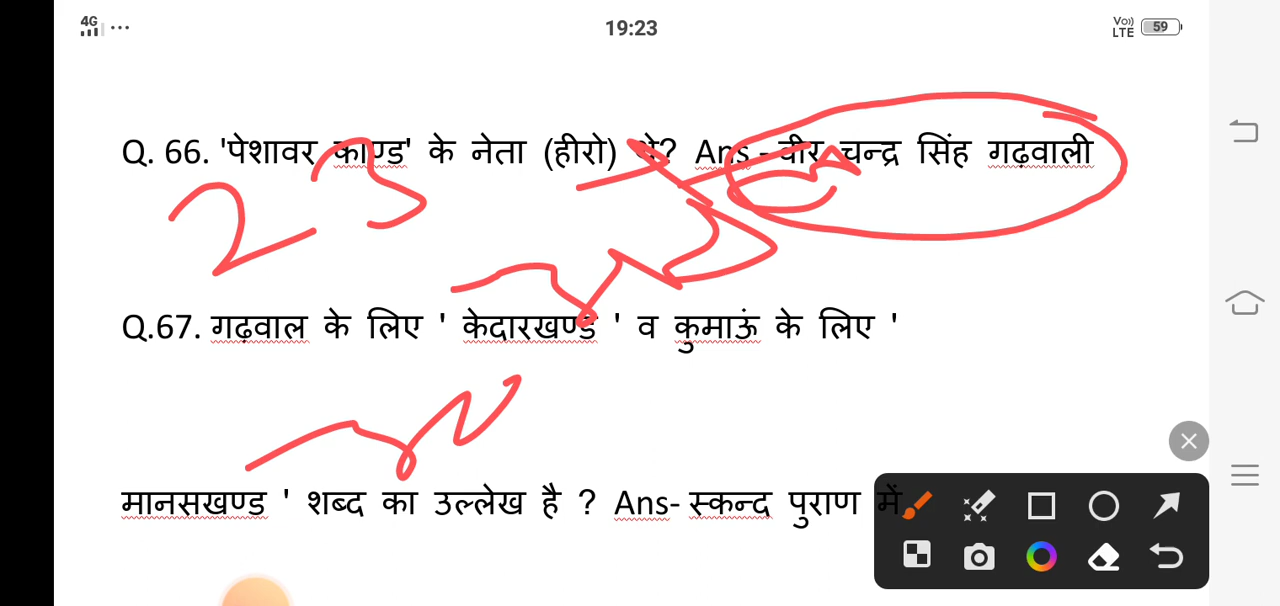 4G ... 19:23 Vo)) LTE 59
Q. 66. 'पेशावर काण्ड' के नेता (हीरो) थे? Ans - वीर चन्द्र सिंह गढ़वाली
23
Q.67. गढ़वाल के लिए ' केदारखण्ड ' व कुमाऊं के लिए '
मानसखण्ड ' शब्द का उल्लेख है ? Ans- स्कन्द पुराण में